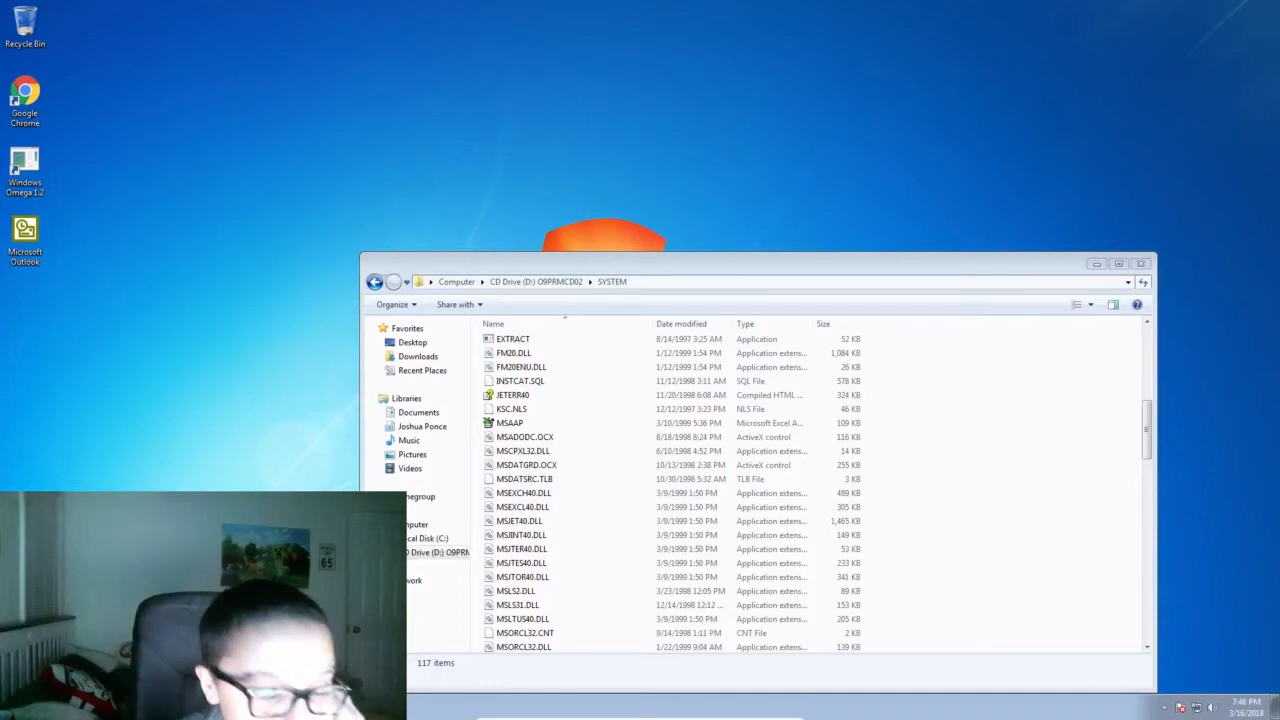 Recycle Bin
Google
Chrome
Windows
Omega 1.2
Microsoft
Outlook
Computer CD Drive (D:) O9PRMCD02 SYSTEM
Organize Share with
Favorites
Desktop
Downloads
Recent Places
Libraries
Documents
Joshua Ponce
Music
Pictures
Videos
megroup
mputer
cal Disk (C:)
D Drive (D:) O9PRM
work
Name Date modified Type Size
EXTRACT 8/14/1997 3:25 AM Application 52 KB
FM20.DLL 1/12/1999 1:54 PM Application extens... 1,084 KB
FM20ENU.DLL 1/12/1999 1:54 PM Application extens... 26 KB
INSTCAT.SQL 11/12/1998 3:11 AM SQL File 578 KB
JETERR40 11/20/1998 6:08 AM Compiled HTML ... 324 KB
KSC.NLS 12/12/1997 3:23 PM NLS File 46 KB
MSAAP 3/10/1999 5:36 PM Microsoft Excel A... 109 KB
MSADODC.OCX 8/18/1998 8:24 PM ActiveX control 116 KB
MSCPXL32.DLL 6/10/1998 4:52 PM Application extens... 14 KB
MSDATGRD.OCX 10/13/1998 2:38 PM ActiveX control 255 KB
MSDATSRC.TLB 10/30/1998 5:32 AM TLB File 3 KB
MSEXCH40.DLL 3/9/1999 1:50 PM Application extens... 489 KB
MSEXCL40.DLL 3/9/1999 1:50 PM Application extens... 305 KB
MSJET40.DLL 3/9/1999 1:50 PM Application extens... 1,465 KB
MSJINT40.DLL 3/9/1999 1:50 PM Application extens... 149 KB
MSJTER40.DLL 3/9/1999 1:50 PM Application extens... 53 KB
MSJTES40.DLL 3/9/1999 1:50 PM Application extens... 233 KB
MSJTOR40.DLL 3/9/1999 1:50 PM Application extens... 341 KB
MSLS2.DLL 3/23/1998 12:05 PM Application extens... 89 KB
MSLS31.DLL 12/14/1998 12:12 ... Application extens... 153 KB
MSLTUS40.DLL 3/9/1999 1:50 PM Application extens... 205 KB
MSORCL32.CNT 9/14/1998 1:11 PM CNT File 2 KB
MSORCL32.DLL 1/22/1999 9:04 AM Application extens... 139 KB
117 items
65
7:46 PM
3/16/2018